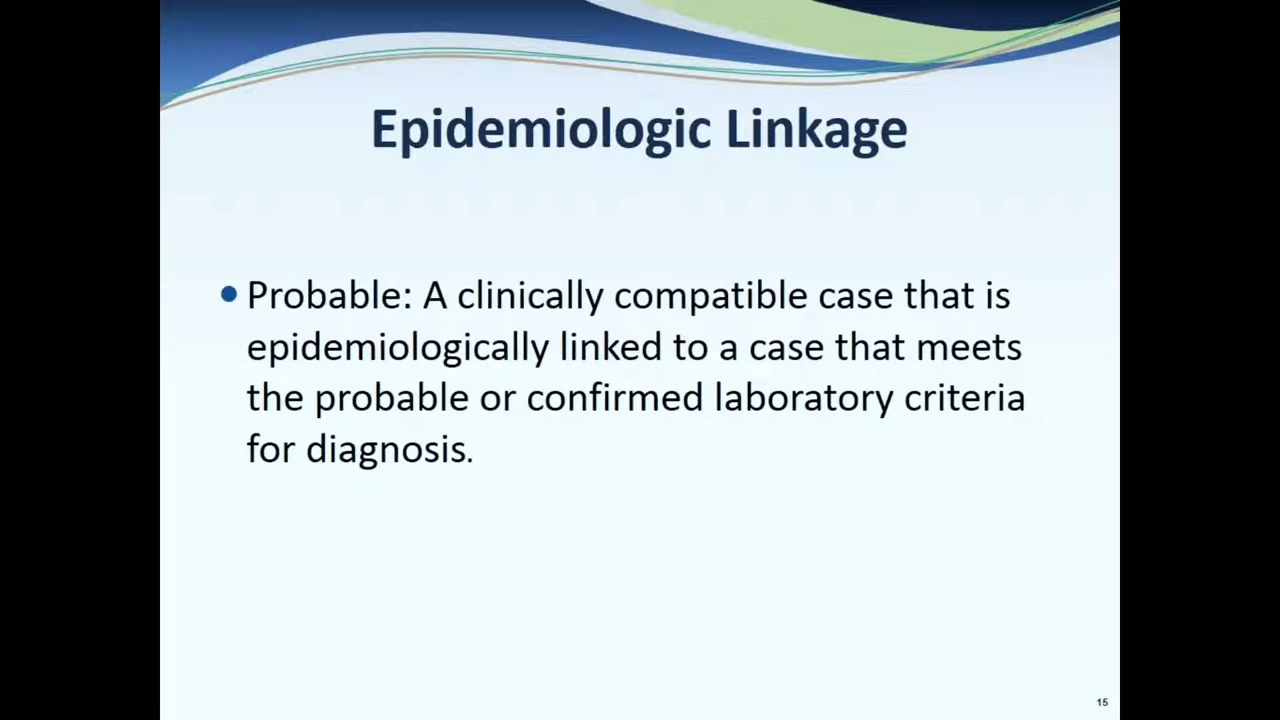 Epidemiologic Linkage
• Probable: A clinically compatible case that is
epidemiologically linked to a case that meets
the probable or confirmed laboratory criteria
for diagnosis.
15